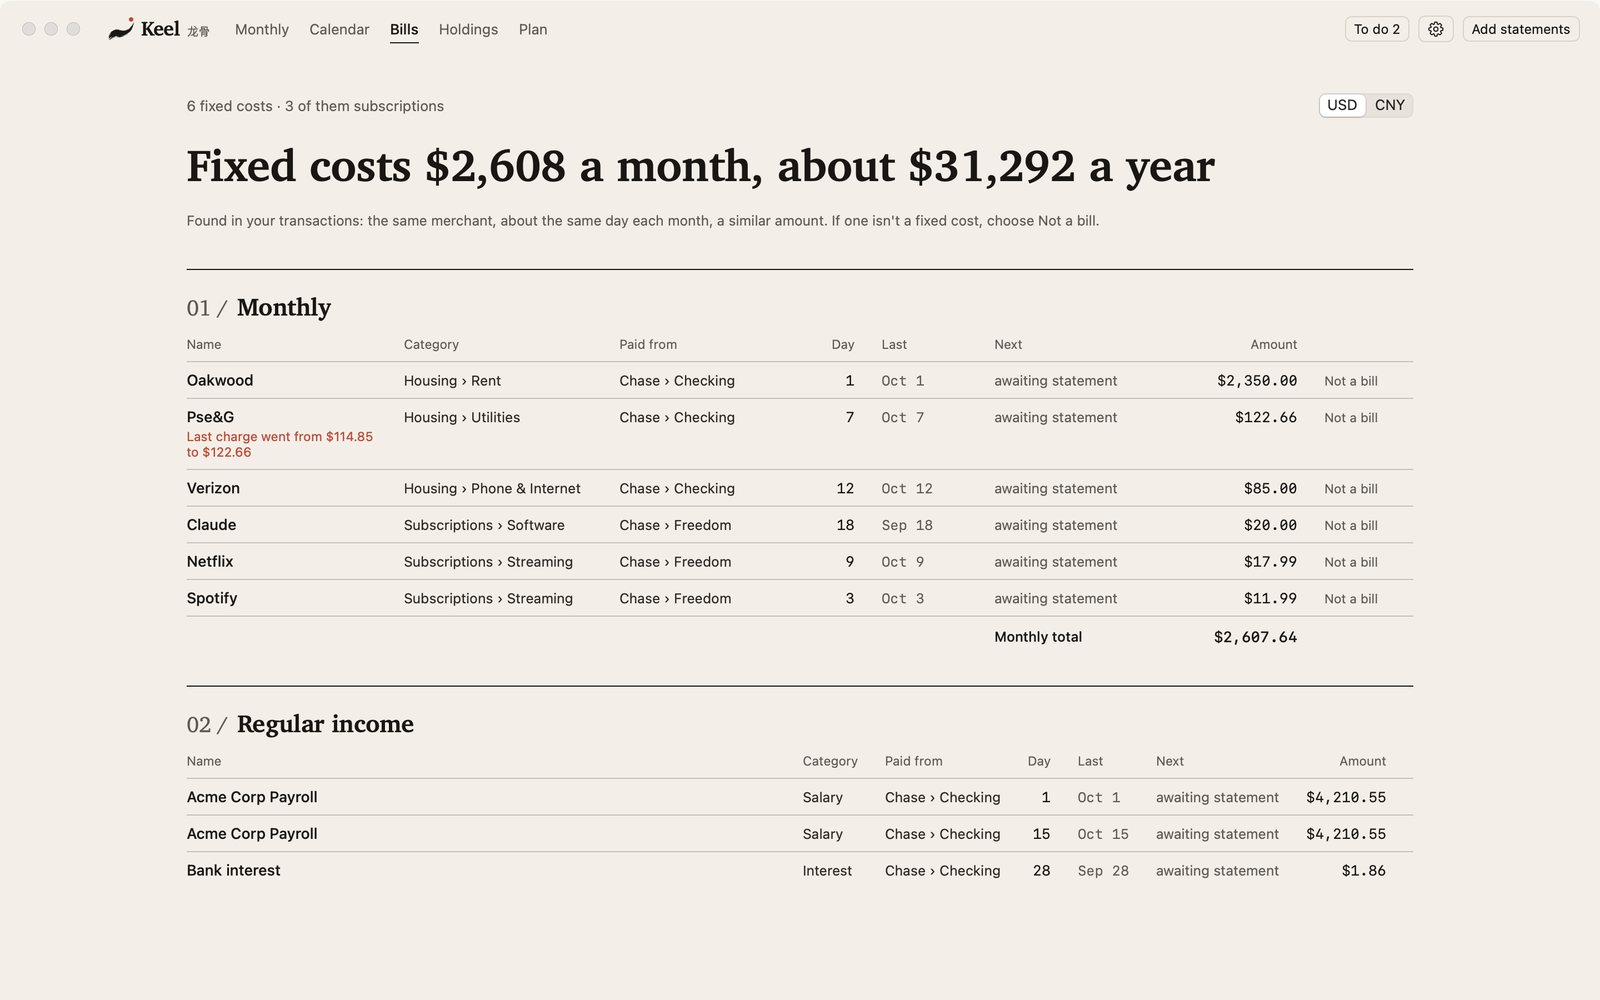 Keel 龙骨 Monthly Calendar Bills Holdings Plan To do 2 Add statements
6 fixed costs · 3 of them subscriptions USD CNY
Fixed costs $2,608 a month, about $31,292 a year
Found in your transactions: the same merchant, about the same day each month, a similar amount. If one isn't a fixed cost, choose Not a bill.
01 / Monthly
Name Category Paid from Day Last Next Amount
Oakwood Housing › Rent Chase › Checking 1 Oct 1 awaiting statement $2,350.00 Not a bill
Pse&G Housing › Utilities Chase › Checking 7 Oct 7 awaiting statement $122.66 Not a bill
Last charge went from $114.85
to $122.66
Verizon Housing › Phone & Internet Chase › Checking 12 Oct 12 awaiting statement $85.00 Not a bill
Claude Subscriptions › Software Chase › Freedom 18 Sep 18 awaiting statement $20.00 Not a bill
Netflix Subscriptions › Streaming Chase › Freedom 9 Oct 9 awaiting statement $17.99 Not a bill
Spotify Subscriptions › Streaming Chase › Freedom 3 Oct 3 awaiting statement $11.99 Not a bill
Monthly total $2,607.64
02 / Regular income
Name Category Paid from Day Last Next Amount
Acme Corp Payroll Salary Chase › Checking 1 Oct 1 awaiting statement $4,210.55
Acme Corp Payroll Salary Chase › Checking 15 Oct 15 awaiting statement $4,210.55
Bank interest Interest Chase › Checking 28 Sep 28 awaiting statement $1.86